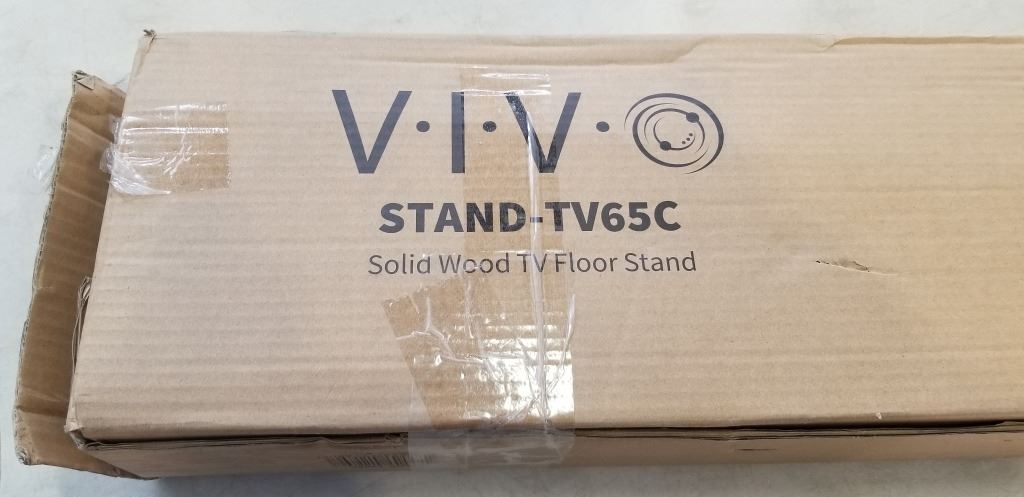 V·I·V·O
STAND-TV65C
Solid Wood TV Floor Stand